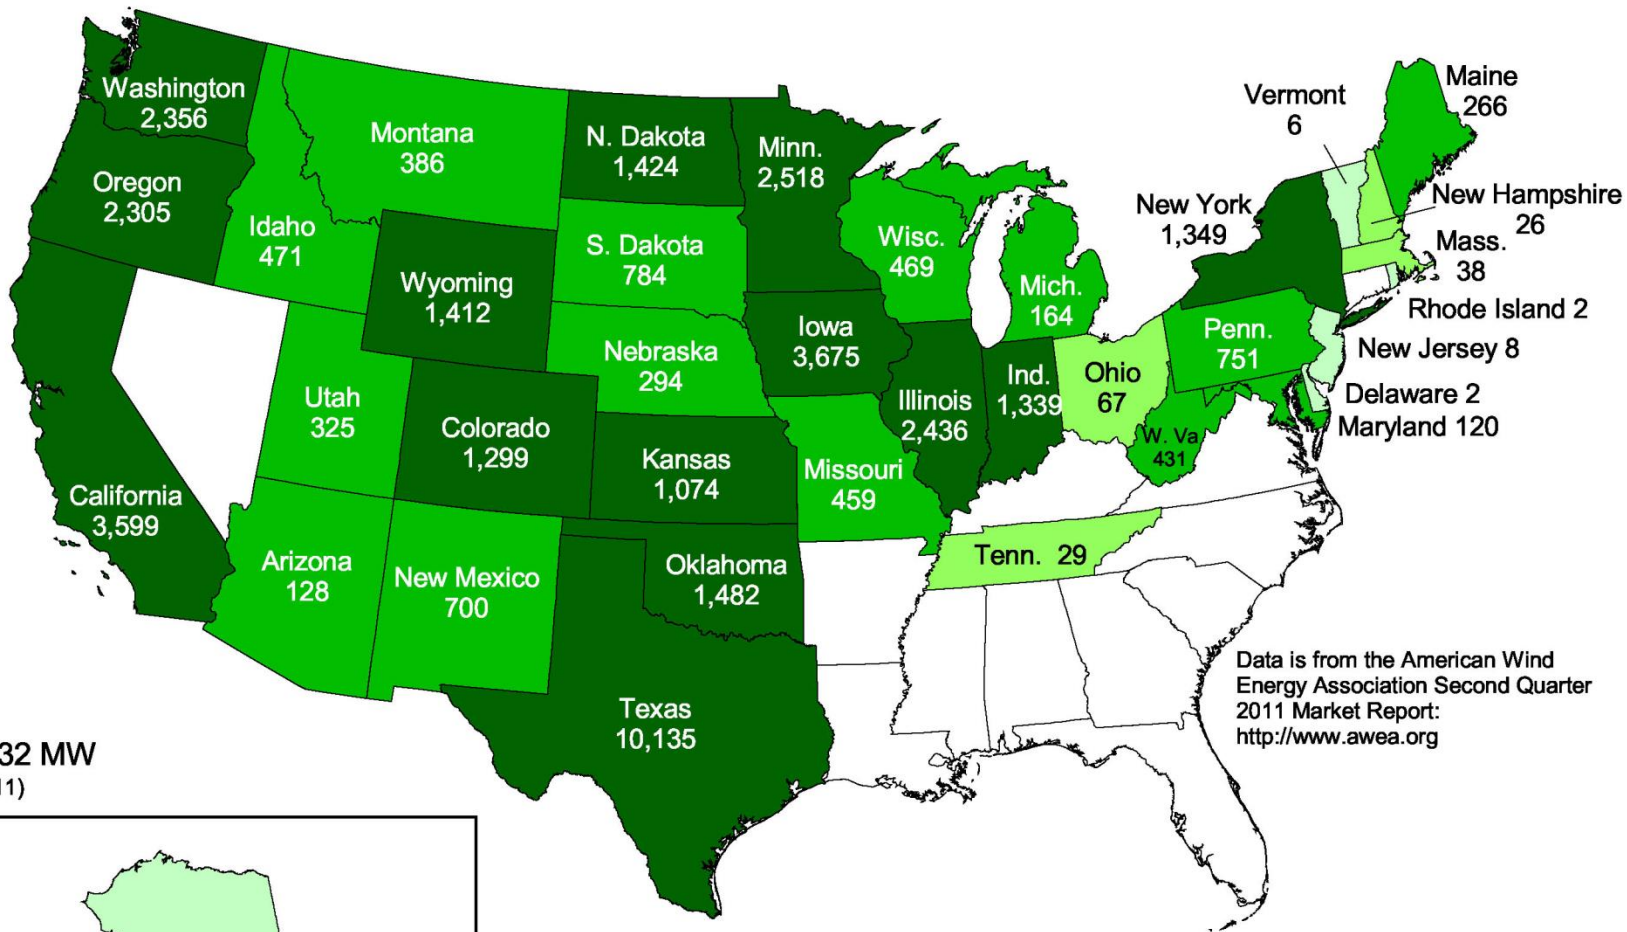 Washington
2,356
Oregon
2,305
California
3,599
Idaho
471
Montana
386
Wyoming
1,412
Utah
325
Colorado
1,299
Arizona
128
New Mexico
700
N. Dakota
1,424
S. Dakota
784
Nebraska
294
Kansas
1,074
Oklahoma
1,482
Texas
10,135
Minn.
2,518
Iowa
3,675
Missouri
459
Wisc.
469
Illinois
2,436
Mich.
164
Ind.
1,339
Ohio
67
W. Va
431
Tenn. 29
Penn.
751
New York
1,349
Vermont
6
Maine
266
New Hampshire
26
Mass.
38
Rhode Island 2
New Jersey 8
Delaware 2
Maryland 120
Data is from the American Wind
Energy Association Second Quarter
2011 Market Report:
http://www.awea.org
32 MW
11)